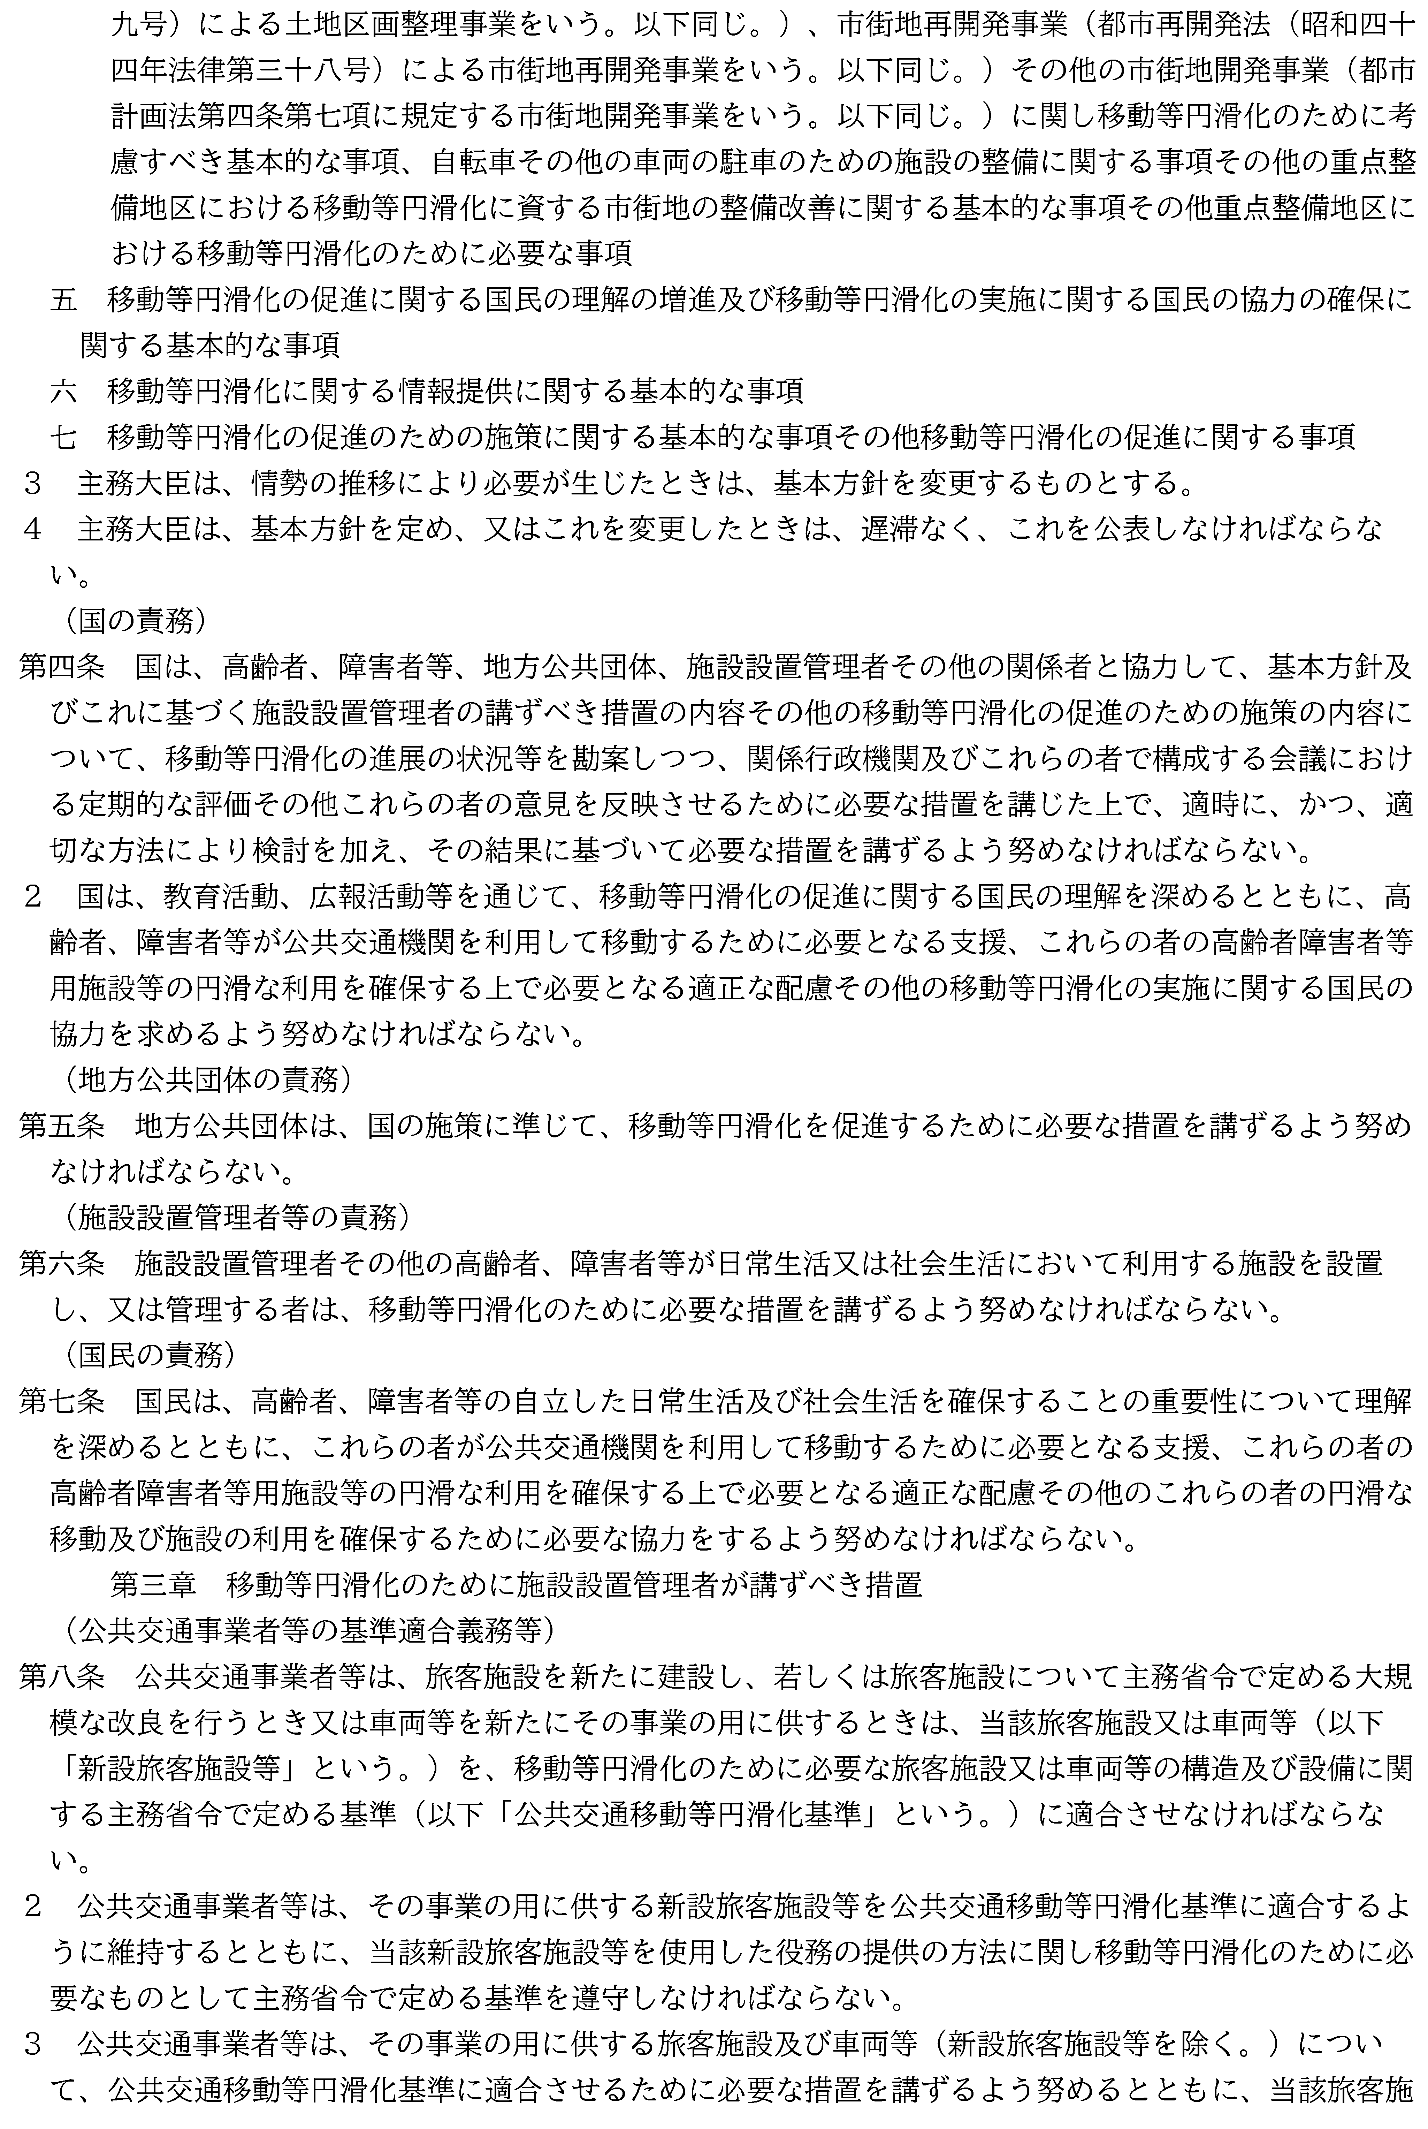 九号）による土地区画整理事業をいう。以下同じ。）、市街地再開発事業（都市再開発法（昭和四十
四年法律第三十八号）による市街地再開発事業をいう。以下同じ。）その他の市街地開発事業（都市
計画法第四条第七項に規定する市街地開発事業をいう。以下同じ。）に関し移動等円滑化のために考
慮すべき基本的な事項、自転車その他の車両の駐車のための施設の整備に関する事項その他の重点整
備地区における移動等円滑化に資する市街地の整備改善に関する基本的な事項その他重点整備地区に
おける移動等円滑化のために必要な事項
五　移動等円滑化の促進に関する国民の理解の増進及び移動等円滑化の実施に関する国民の協力の確保に
関する基本的な事項
六　移動等円滑化に関する情報提供に関する基本的な事項
七　移動等円滑化の促進のための施策に関する基本的な事項その他移動等円滑化の促進に関する事項
３　主務大臣は、情勢の推移により必要が生じたときは、基本方針を変更するものとする。
４　主務大臣は、基本方針を定め、又はこれを変更したときは、遅滞なく、これを公表しなければならな
い。
（国の責務）
第四条　国は、高齢者、障害者等、地方公共団体、施設設置管理者その他の関係者と協力して、基本方針及
びこれに基づく施設設置管理者の講ずべき措置の内容その他の移動等円滑化の促進のための施策の内容に
ついて、移動等円滑化の進展の状況等を勘案しつつ、関係行政機関及びこれらの者で構成する会議におけ
る定期的な評価その他これらの者の意見を反映させるために必要な措置を講じた上で、適時に、かつ、適
切な方法により検討を加え、その結果に基づいて必要な措置を講ずるよう努めなければならない。
２　国は、教育活動、広報活動等を通じて、移動等円滑化の促進に関する国民の理解を深めるとともに、高
齢者、障害者等が公共交通機関を利用して移動するために必要となる支援、これらの者の高齢者障害者等
用施設等の円滑な利用を確保する上で必要となる適正な配慮その他の移動等円滑化の実施に関する国民の
協力を求めるよう努めなければならない。
（地方公共団体の責務）
第五条　地方公共団体は、国の施策に準じて、移動等円滑化を促進するために必要な措置を講ずるよう努め
なければならない。
（施設設置管理者等の責務）
第六条　施設設置管理者その他の高齢者、障害者等が日常生活又は社会生活において利用する施設を設置
し、又は管理する者は、移動等円滑化のために必要な措置を講ずるよう努めなければならない。
（国民の責務）
第七条　国民は、高齢者、障害者等の自立した日常生活及び社会生活を確保することの重要性について理解
を深めるとともに、これらの者が公共交通機関を利用して移動するために必要となる支援、これらの者の
高齢者障害者等用施設等の円滑な利用を確保する上で必要となる適正な配慮その他のこれらの者の円滑な
移動及び施設の利用を確保するために必要な協力をするよう努めなければならない。
第三章　移動等円滑化のために施設設置管理者が講ずべき措置
（公共交通事業者等の基準適合義務等）
第八条　公共交通事業者等は、旅客施設を新たに建設し、若しくは旅客施設について主務省令で定める大規
模な改良を行うとき又は車両等を新たにその事業の用に供するときは、当該旅客施設又は車両等（以下
「新設旅客施設等」という。）を、移動等円滑化のために必要な旅客施設又は車両等の構造及び設備に関
する主務省令で定める基準（以下「公共交通移動等円滑化基準」という。）に適合させなければならな
い。
２　公共交通事業者等は、その事業の用に供する新設旅客施設等を公共交通移動等円滑化基準に適合するよ
うに維持するとともに、当該新設旅客施設等を使用した役務の提供の方法に関し移動等円滑化のために必
要なものとして主務省令で定める基準を遵守しなければならない。
３　公共交通事業者等は、その事業の用に供する旅客施設及び車両等（新設旅客施設等を除く。）につい
て、公共交通移動等円滑化基準に適合させるために必要な措置を講ずるよう努めるとともに、当該旅客施